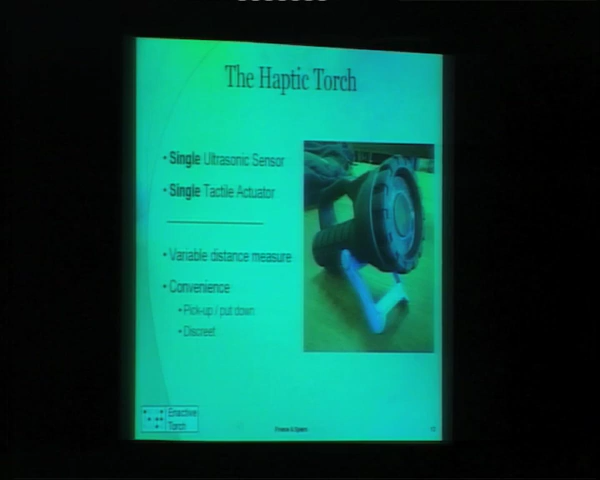 The Haptic Torch
• Single Ultrasonic Sensor
• Single Tactile Actuator
• Variable distance measure
• Convenience
• Pick-up / put down
• Discreet
Enactive
Torch